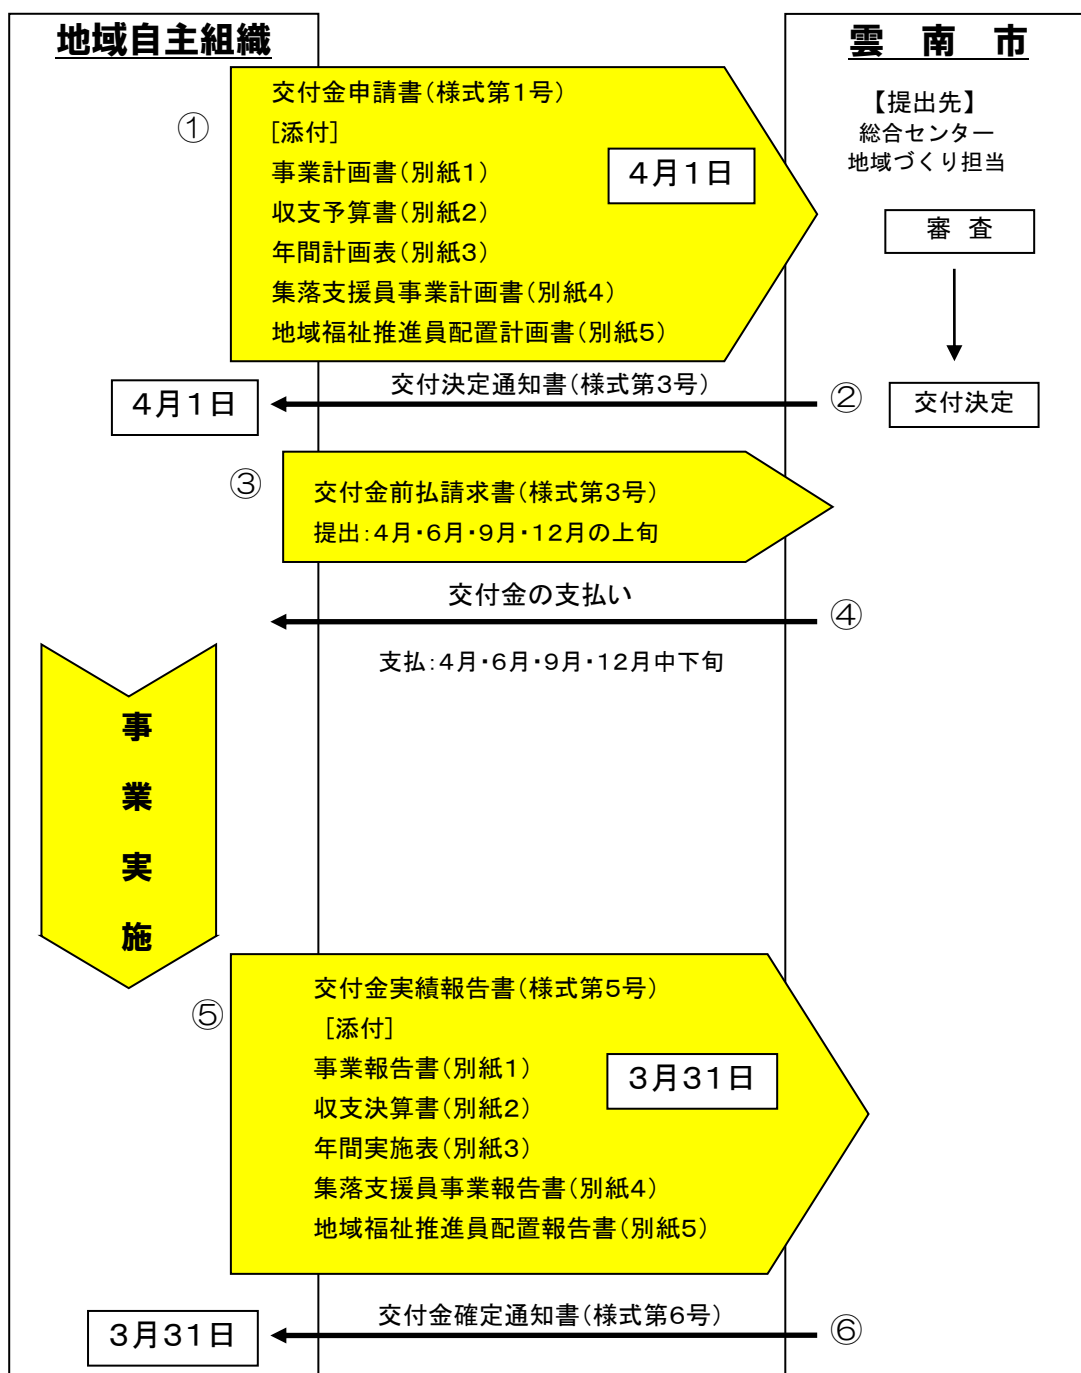 地域自主組織
雲 南 市
①
交付金申請書(様式第1号)
[添付]
事業計画書(別紙1)
収支予算書(別紙2)
年間計画表(別紙3)
集落支援員事業計画書(別紙4)
地域福祉推進員配置計画書(別紙5)
4月1日
【提出先】
総合センター
地域づくり担当
審 査
交付決定通知書(様式第3号)
4月1日
②
交付決定
③
交付金前払請求書(様式第3号)
提出:4月・6月・9月・12月の上旬
交付金の支払い
④
支払:4月・6月・9月・12月中下旬
事
業
実
施
⑤
交付金実績報告書(様式第5号)
[添付]
事業報告書(別紙1)
収支決算書(別紙2)
年間実施表(別紙3)
集落支援員事業報告書(別紙4)
地域福祉推進員配置報告書(別紙5)
3月31日
交付金確定通知書(様式第6号)
3月31日
⑥